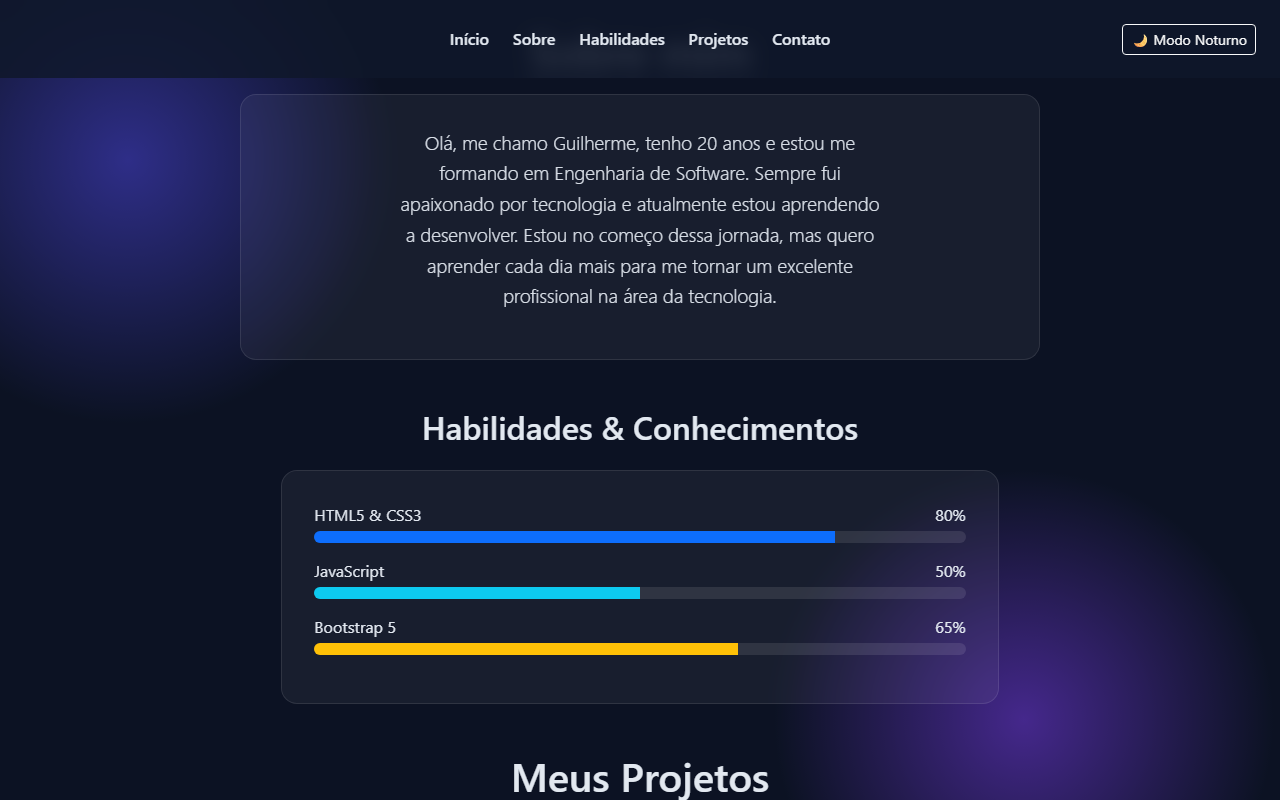 Início Sobre Habilidades Projetos Contato 🌙 Modo Noturno
Olá, me chamo Guilherme, tenho 20 anos e estou me
formando em Engenharia de Software. Sempre fui
apaixonado por tecnologia e atualmente estou aprendendo
a desenvolver. Estou no começo dessa jornada, mas quero
aprender cada dia mais para me tornar um excelente
profissional na área da tecnologia.
Habilidades & Conhecimentos
HTML5 & CSS3 80%
JavaScript 50%
Bootstrap 5 65%
Meus Projetos